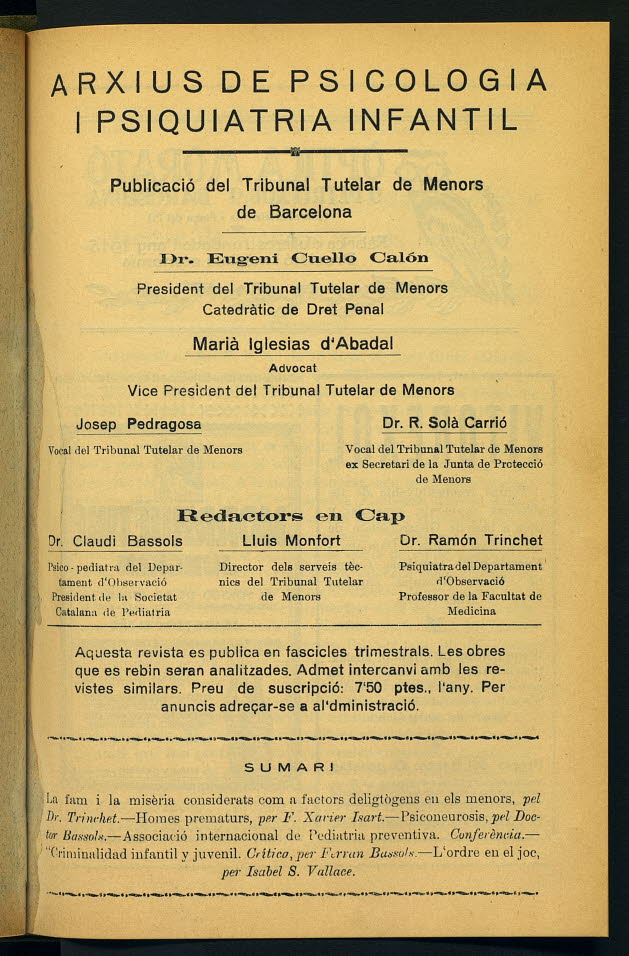 ARXIUS DE PSICOLOGIA
I PSIQUIATRIA INFANTIL
Publicació del Tribunal Tutelar de Menors
de Barcelona
Dr. Eugeni Cuello Calón
President del Tribunal Tutelar de Menors
Catedràtic de Dret Penal
Marià Iglesias d'Abadal
Advocat
Vice President del Tribunal Tutelar de Menors
Josep Pedragosa
Vocal del Tribunal Tutelar de Menors
Dr. R. Solà Carrió
Vocal del Tribunal Tutelar de Menors
ex Secretari de la Junta de Protecció
de Menors
Redactors en Cap
Dr. Claudi Bassols
Psico-pediatra del Depar-
tament d'Observació
President de la Societat
Catalana de Pediatria
Lluis Monfort
Director dels serveis tèc-
nics del Tribunal Tutelar
de Menors
Dr. Ramón Trinchet
Psiquiatra del Departament
d'Observació
Professor de la Facultat de
Medicina
Aquesta revista es publica en fascicles trimestrals. Les obres
que es rebin seran analitzades. Admet intercanvi amb les re-
vistes similars. Preu de suscripció: 7'50 ptes., l'any. Per
anuncis adreçar-se a al'dministració.
SUMARI
La fam i la misèria considerats com a factors deligtògens en els menors, pel
Dr. Trinchet.—Homes prematurs, per F. Xavier Isart.—Psiconeurosis, pel Doc-
tor Bassols.—Associació internacional de Pediatria preventiva. Conferència.—
"Criminalidad infantil y juvenil. Crítica, per Ferran Bassols.—L'ordre en el joc,
per Isabel S. Vallace.